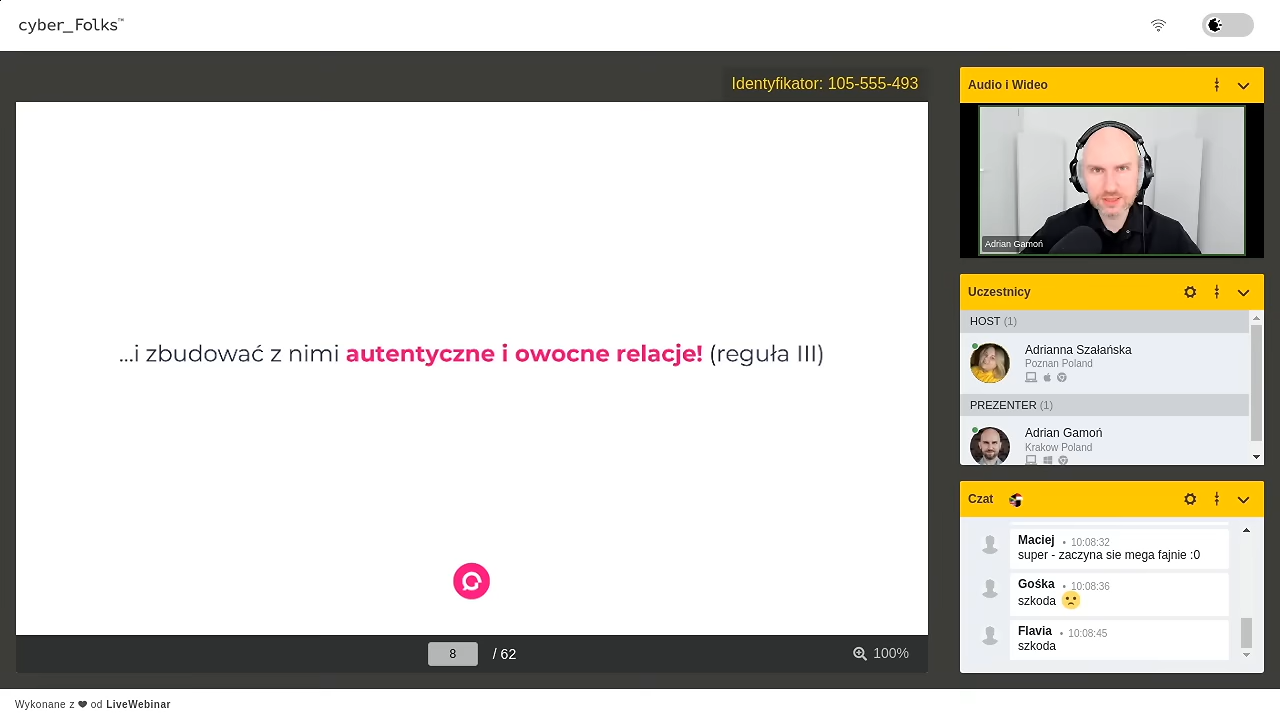 cyber_Folks™
Identyfikator: 105-555-493
...i zbudować z nimi autentyczne i owocne relacje! (reguła III)
8 / 62
100%
Audio i Wideo
Adrian Gamoń
Uczestnicy
HOST (1)
Adrianna Szałańska
Poznan Poland
PREZENTER (1)
Adrian Gamoń
Krakow Poland
Czat
Maciej • 10:08:32
super - zaczyna sie mega fajnie :0
Gośka • 10:08:36
szkoda
Flavia • 10:08:45
szkoda
Wykonane z ❤ od LiveWebinar